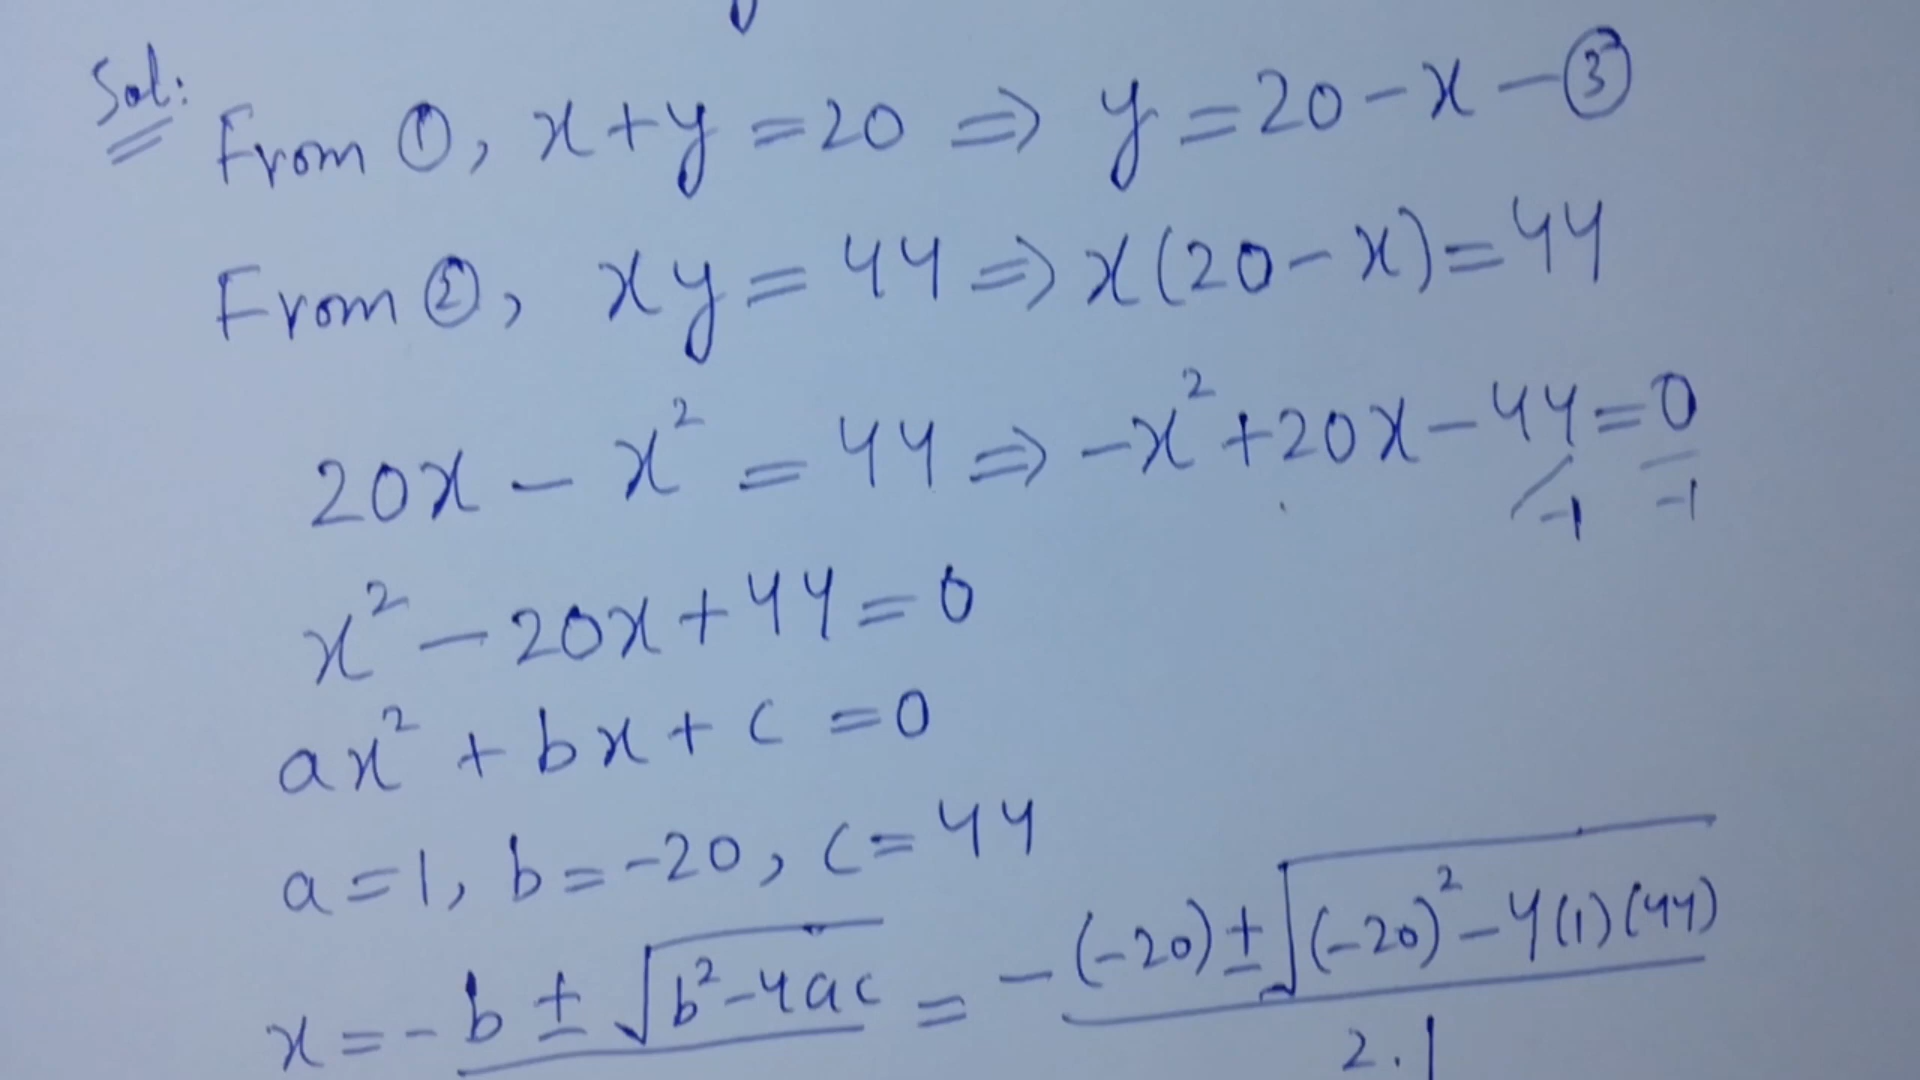 Sol:
From ①, x+y=20 ⇒ y=20-x-③
From ②, xy=44 ⇒ x(20-x)=44
20x-x²=44 ⇒ -x²+20x-44=0
/-1 -1
x²-20x+44=0
ax²+bx+c=0
a=1, b=-20, c=44
x=-b±√b²-4ac = -(-20)±√(-20)²-4(1)(44)
2.1